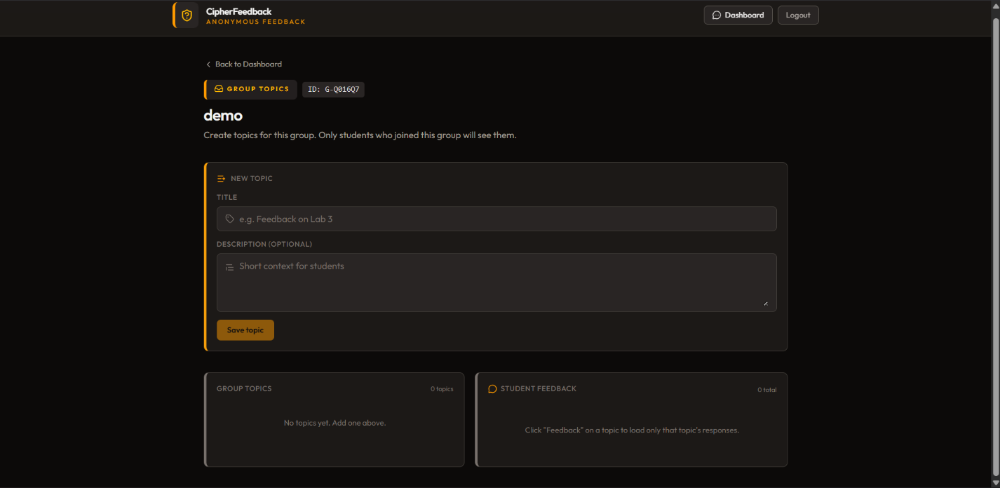 CipherFeedback
ANONYMOUS FEEDBACK
Dashboard
Logout
Back to Dashboard
GROUP TOPICS
ID: G-Q016Q7
demo
Create topics for this group. Only students who joined this group will see them.
NEW TOPIC
TITLE
e.g. Feedback on Lab 3
DESCRIPTION (OPTIONAL)
Short context for students
Save topic
GROUP TOPICS
0 topics
No topics yet. Add one above.
STUDENT FEEDBACK
0 total
Click "Feedback" on a topic to load only that topic's responses.